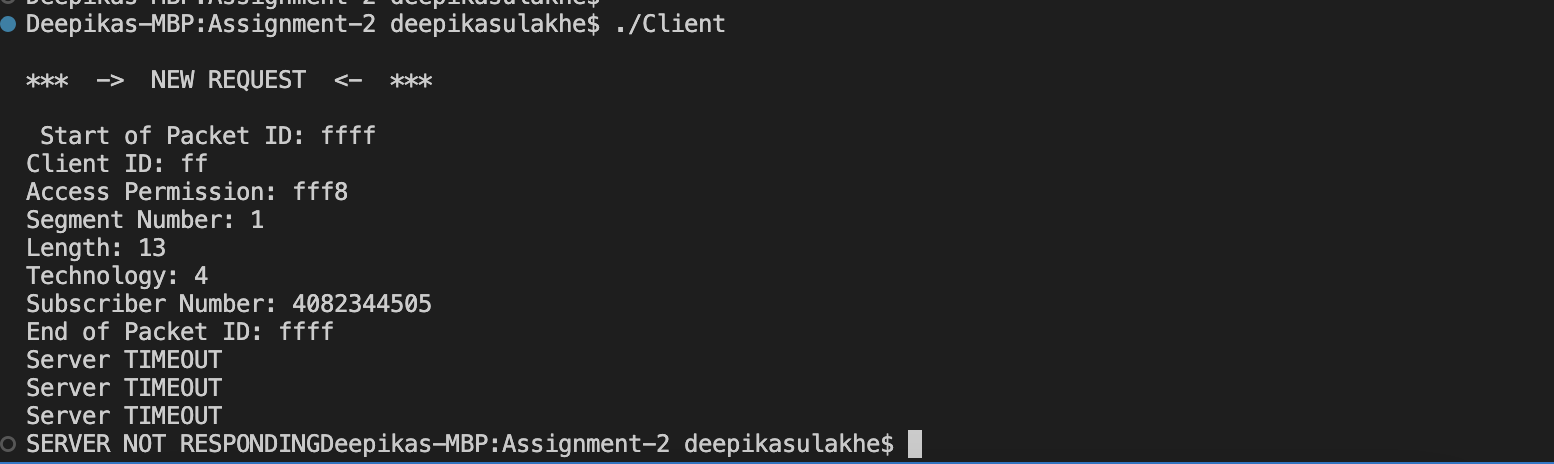 Deepikas-MBP:Assignment-2 deepikasulakhe$
Deepikas-MBP:Assignment-2 deepikasulakhe$ ./Client
*** -> NEW REQUEST <- ***
Start of Packet ID: ffff
Client ID: ff
Access Permission: fff8
Segment Number: 1
Length: 13
Technology: 4
Subscriber Number: 4082344505
End of Packet ID: ffff
Server TIMEOUT
Server TIMEOUT
Server TIMEOUT
SERVER NOT RESPONDINGDeepikas-MBP:Assignment-2 deepikasulakhe$